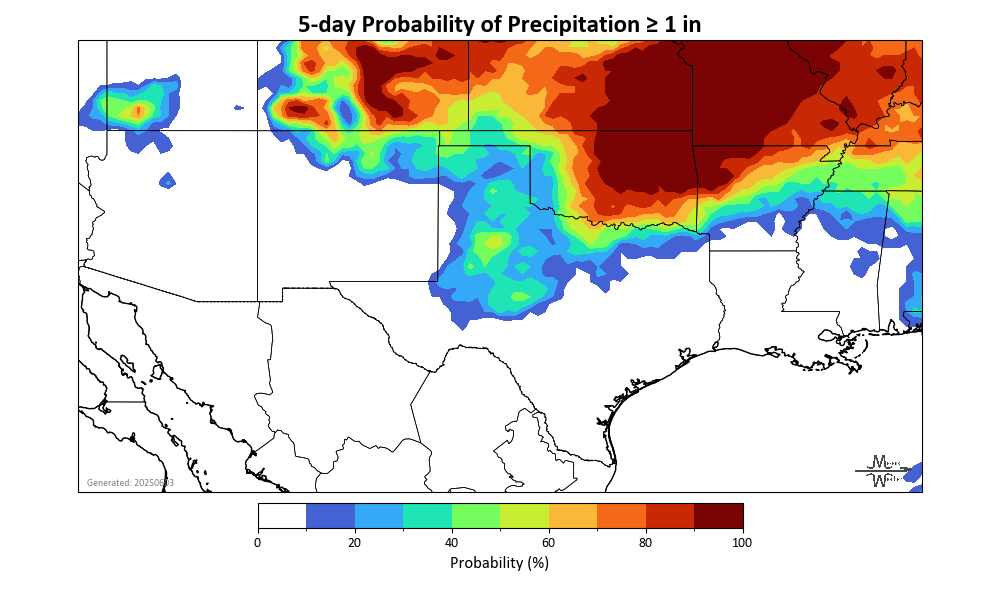 5-day Probability of Precipitation ≥ 1 in
Generated: 20250603
0 20 40 60 80 100
Probability (%)